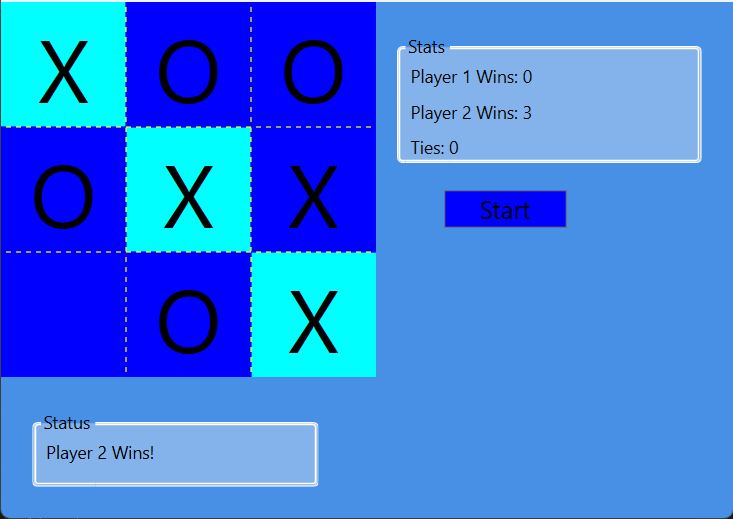 X O O
O X X
O X
Stats
Player 1 Wins: 0
Player 2 Wins: 3
Ties: 0
Start
Status
Player 2 Wins!